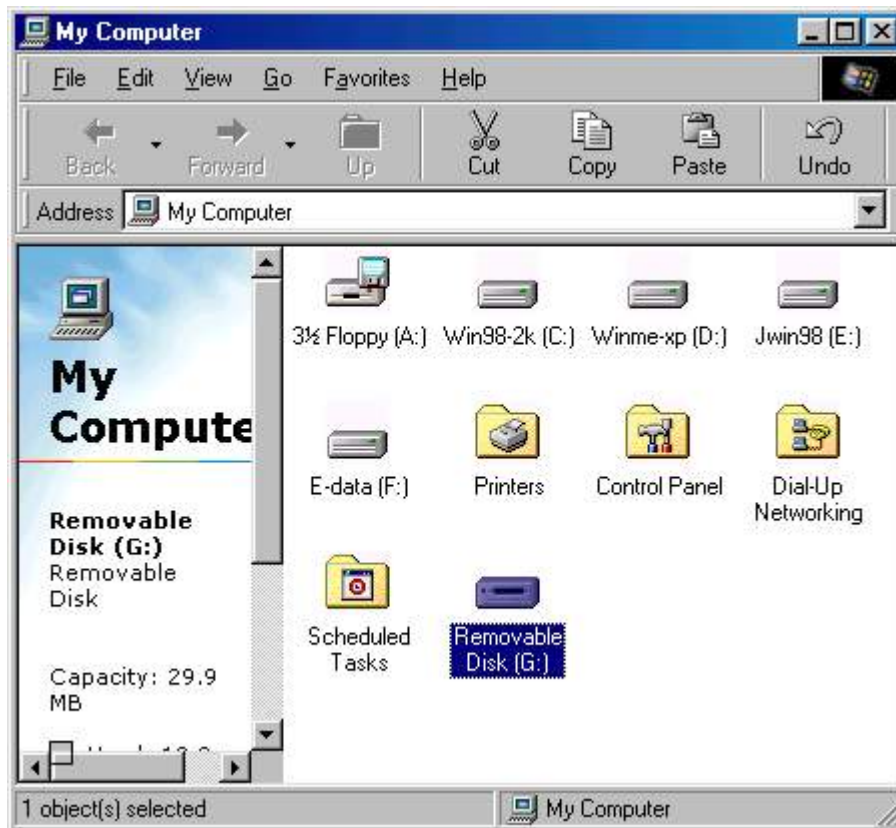 My Computer
File Edit View Go Favorites Help
Back Forward Up Cut Copy Paste Undo
Address My Computer
My
Compute
Removable
Disk (G:)
Removable
Disk
Capacity: 29.9
MB
3½ Floppy (A:) Win98-2k (C:) Winme-xp (D:) Jwin98 (E:)
E-data (F:) Printers Control Panel Dial-Up
Networking
Scheduled
Tasks
Removable
Disk (G:)
1 object(s) selected My Computer